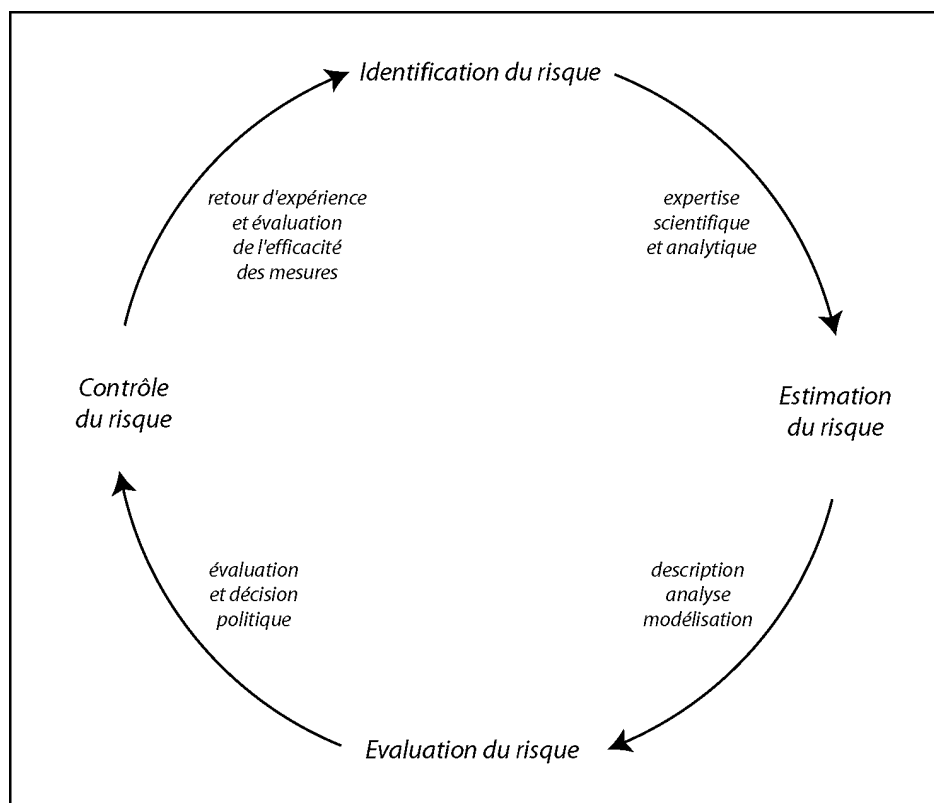 Identification du risque
retour d'expérience
et évaluation
de l'efficacité
des mesures
expertise
scientifique
et analytique
Contrôle
du risque
Estimation
du risque
évaluation
et décision
politique
description
analyse
modélisation
Evaluation du risque